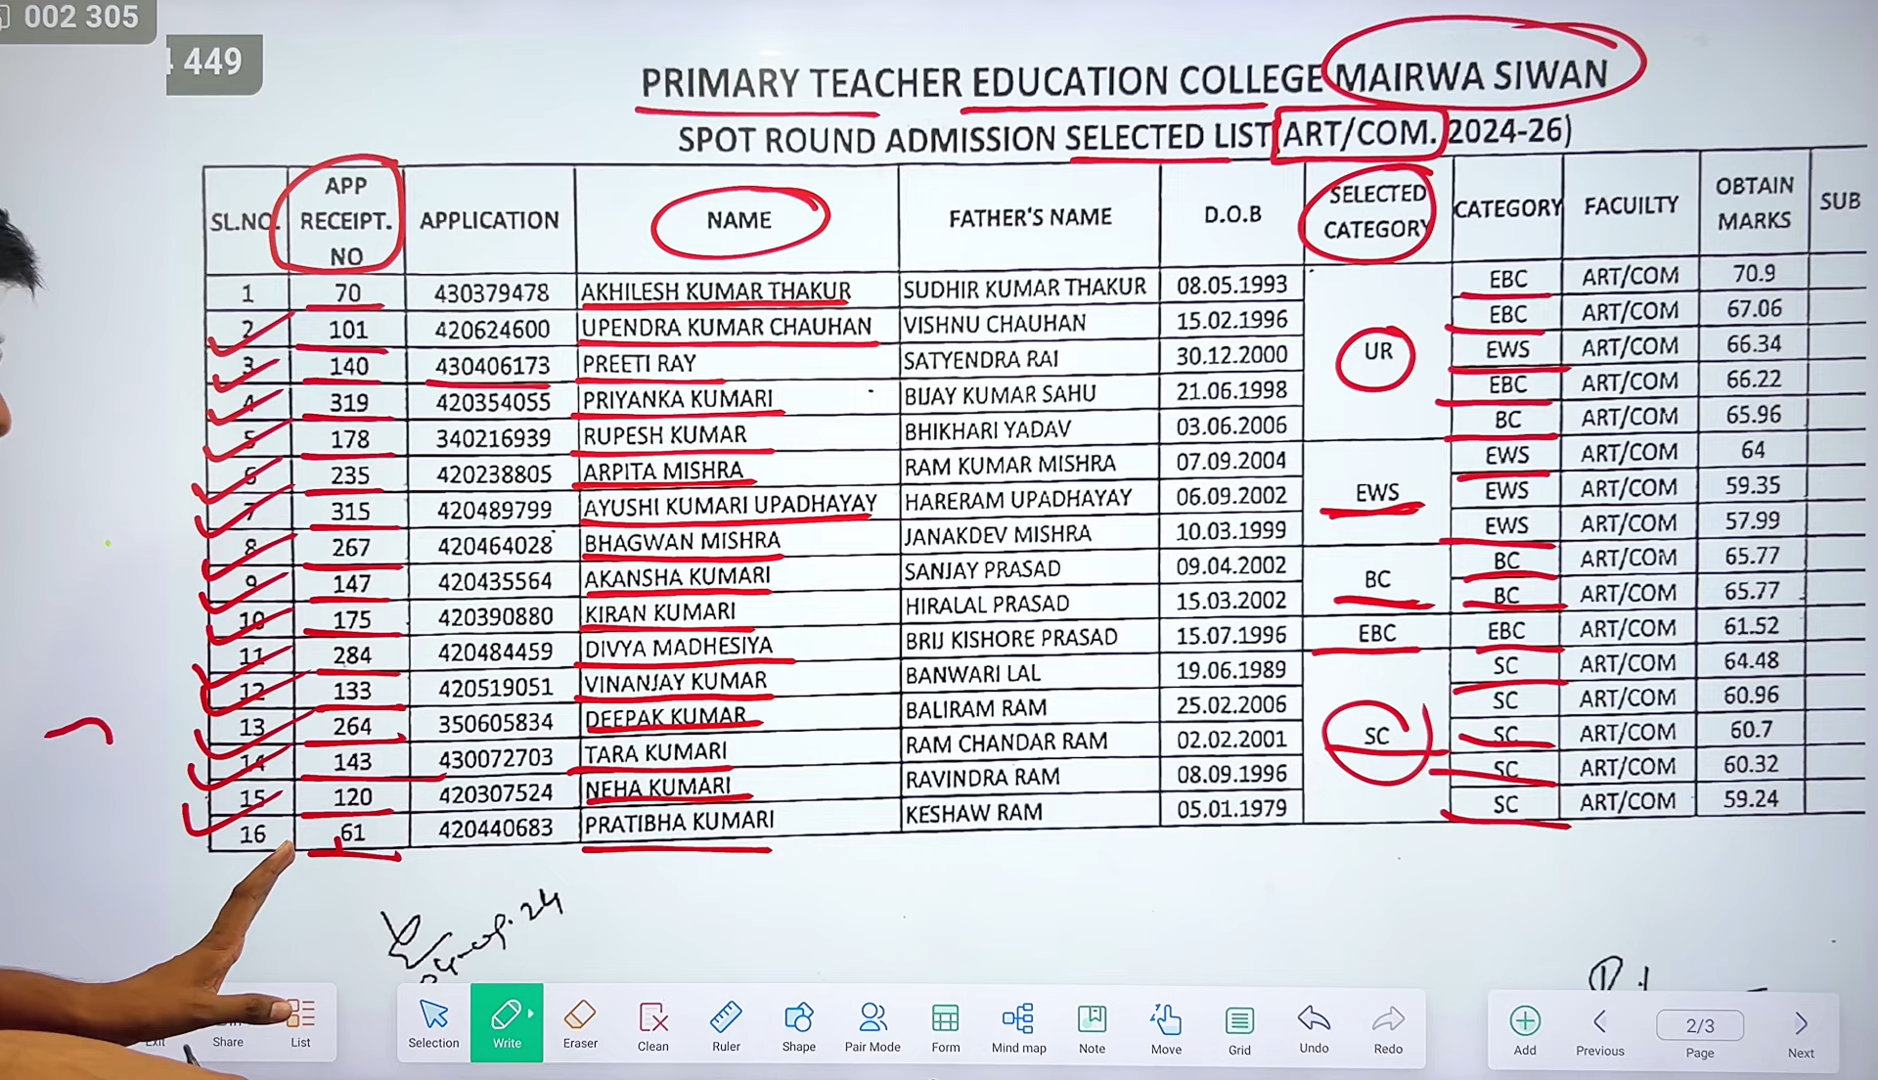 002 305
449
PRIMARY TEACHER EDUCATION COLLEGE MAIRWA SIWAN
SPOT ROUND ADMISSION SELECTED LIST ART/COM. 2024-26)
SL.NO. APP RECEIPT. NO APPLICATION NAME FATHER'S NAME D.O.B SELECTED CATEGORY CATEGORY FACUILTY OBTAIN MARKS SUB
1 70 430379478 AKHILESH KUMAR THAKUR SUDHIR KUMAR THAKUR 08.05.1993 EBC ART/COM 70.9
2 101 420624600 UPENDRA KUMAR CHAUHAN VISHNU CHAUHAN 15.02.1996 EBC ART/COM 67.06
3 140 430406173 PREETI RAY SATYENDRA RAI 30.12.2000 UR EWS ART/COM 66.34
4 319 420354055 PRIYANKA KUMARI BIJAY KUMAR SAHU 21.06.1998 EBC ART/COM 66.22
5 178 340216939 RUPESH KUMAR BHIKHARI YADAV 03.06.2006 BC ART/COM 65.96
6 235 420238805 ARPITA MISHRA RAM KUMAR MISHRA 07.09.2004 EWS ART/COM 64
7 315 420489799 AYUSHI KUMARI UPADHAYAY HARERAM UPADHAYAY 06.09.2002 EWS EWS ART/COM 59.35
8 267 420464028 BHAGWAN MISHRA JANAKDEV MISHRA 10.03.1999 EWS ART/COM 57.99
9 147 420435564 AKANSHA KUMARI SANJAY PRASAD 09.04.2002 BC BC ART/COM 65.77
10 175 420390880 KIRAN KUMARI HIRALAL PRASAD 15.03.2002 BC ART/COM 65.77
11 284 420484459 DIVYA MADHESIYA BRIJ KISHORE PRASAD 15.07.1996 EBC EBC ART/COM 61.52
12 133 420519051 VINANJAY KUMAR BANWARI LAL 19.06.1989 SC ART/COM 64.48
13 264 350605834 DEEPAK KUMAR BALIRAM RAM 25.02.2006 SC ART/COM 60.96
14 143 430072703 TARA KUMARI RAM CHANDAR RAM 02.02.2001 SC SC ART/COM 60.7
15 120 420307524 NEHA KUMARI RAVINDRA RAM 08.09.1996 SC ART/COM 60.32
16 61 420440683 PRATIBHA KUMARI KESHAW RAM 05.01.1979 SC ART/COM 59.24
Exit Share List Selection Write Eraser Clean Ruler Shape Pair Mode Form Mind map Note Move Grid Undo Redo Add Previous 2/3 Page Next